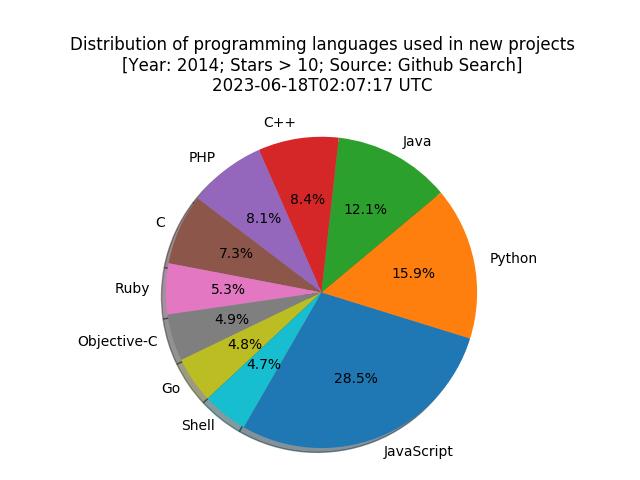 Distribution of programming languages used in new projects
[Year: 2014; Stars > 10; Source: Github Search]
2023-06-18T02:07:17 UTC
C++
Java
PHP
8.4%
12.1%
8.1%
C
7.3%
Python
15.9%
Ruby
5.3%
4.9%
Objective-C
4.8%
4.7%
28.5%
Go
Shell
JavaScript